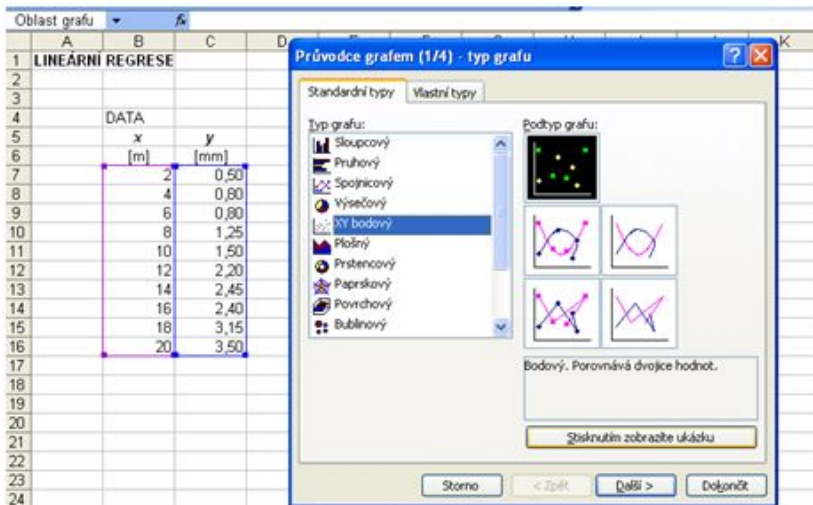 Oblast grafu fx
A B C D K
1 LINEÁRNÍ REGRESE
2
3
4 DATA
5 x y
6 [m] [mm]
7 2 0,50
8 4 0,80
9 6 0,80
10 8 1,25
11 10 1,50
12 12 2,20
13 14 2,45
14 16 2,40
15 18 3,15
16 20 3,50
17
18
19
20
21
22
23
24
Průvodce grafem (1/4) - typ grafu
Standardní typy Vlastní typy
Typ grafu:
Sloupcový
Pruhový
Spojnicový
Výsečový
XY bodový
Plošný
Prstencový
Paprskový
Povrchový
Bublinový
Podtyp grafu:
Bodový. Porovnává dvojice hodnot.
Stisknutím zobrazíte ukázku
Storno < Zpět Další > Dokončit